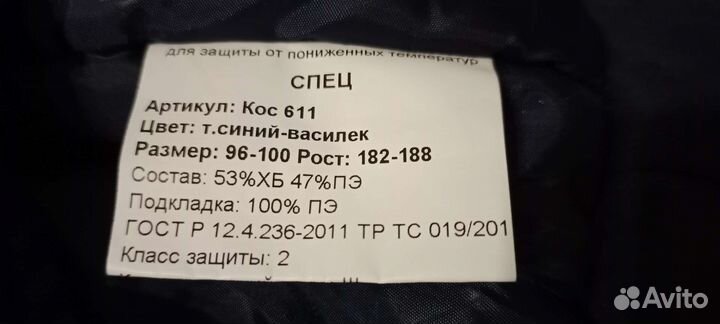 для защиты от пониженных температур
СПЕЦ
Артикул: Кос 611
Цвет: т.синий-василек
Размер: 96-100 Рост: 182-188
Состав: 53%ХБ 47%ПЭ
Подкладка: 100% ПЭ
ГОСТ Р 12.4.236-2011 ТР ТС 019/201
Класс защиты: 2
Avito